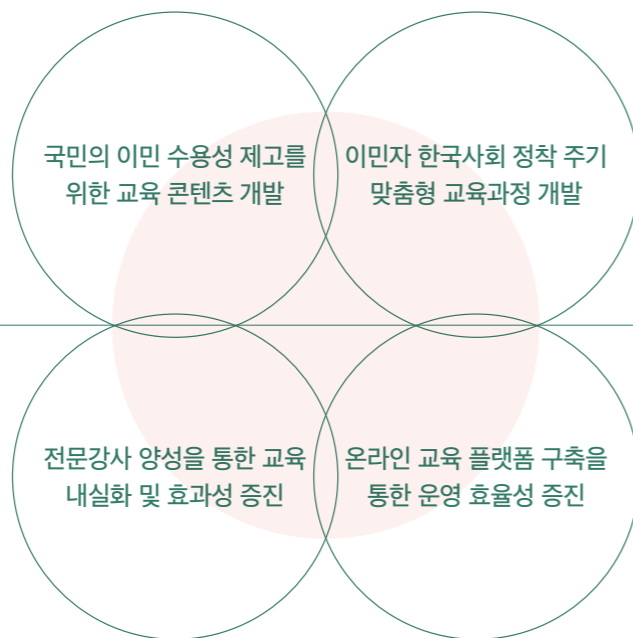 국민의 이민 수용성 제고를
위한 교육 콘텐츠 개발
이민자 한국사회 정착 주기
맞춤형 교육과정 개발
전문강사 양성을 통한 교육
내실화 및 효과성 증진
온라인 교육 플랫폼 구축을
통한 운영 효율성 증진